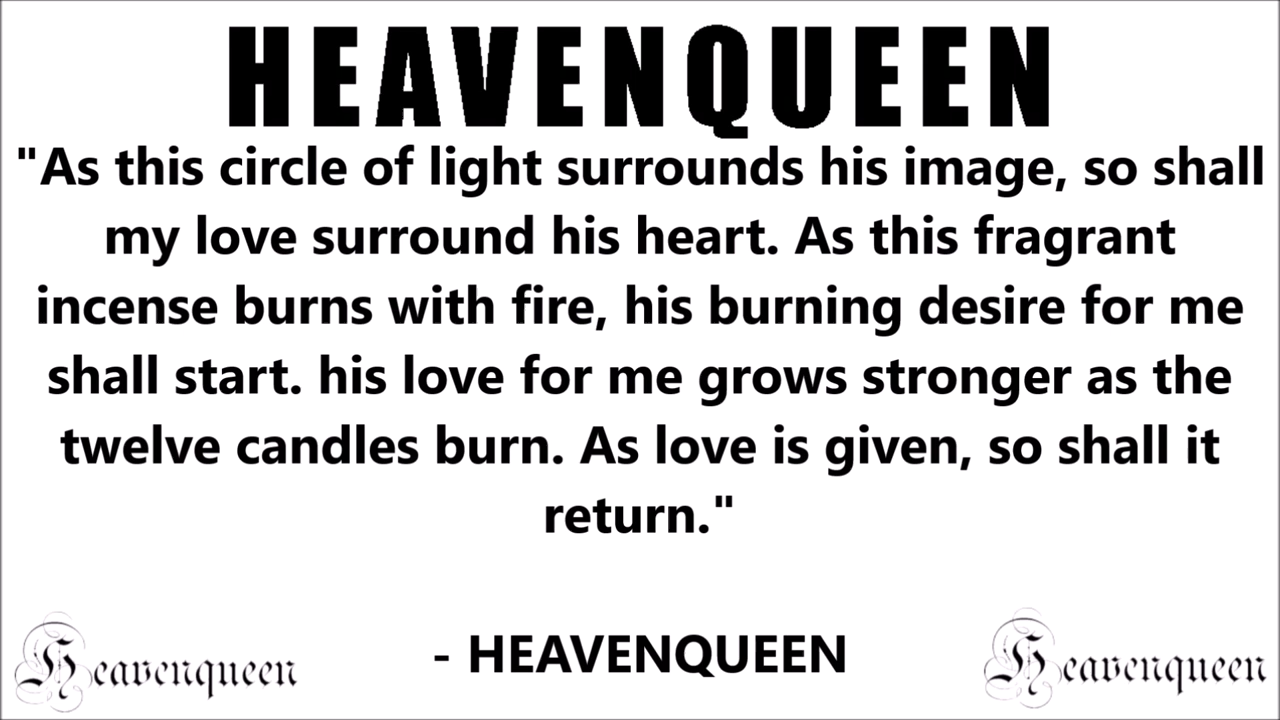 HEAVENQUEEN
"As this circle of light surrounds his image, so shall
my love surround his heart. As this fragrant
incense burns with fire, his burning desire for me
shall start. his love for me grows stronger as the
twelve candles burn. As love is given, so shall it
return."
- HEAVENQUEEN
Heavenqueen
Heavenqueen